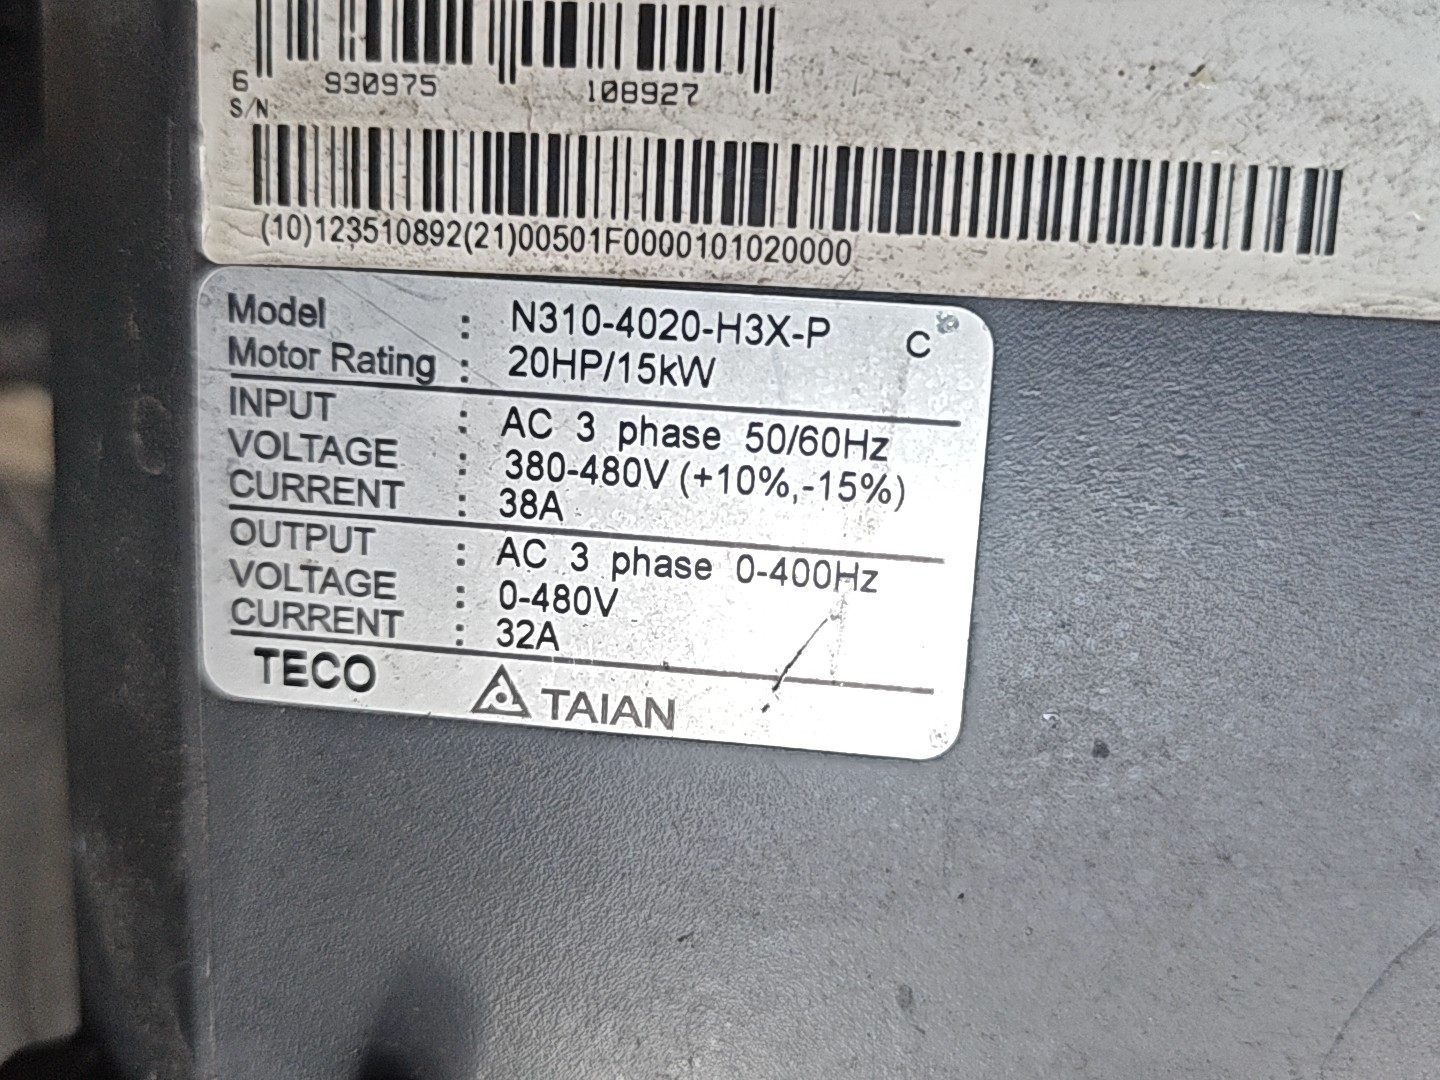 6 930975 108927
S/N:
(10)123510892(21)00501F0000101020000
Model : N310-4020-H3X-P C
Motor Rating : 20HP/15kW
INPUT : AC 3 phase 50/60Hz
VOLTAGE : 380-480V (+10%,-15%)
CURRENT : 38A
OUTPUT : AC 3 phase 0-400Hz
VOLTAGE : 0-480V
CURRENT : 32A
TECO TAIAN